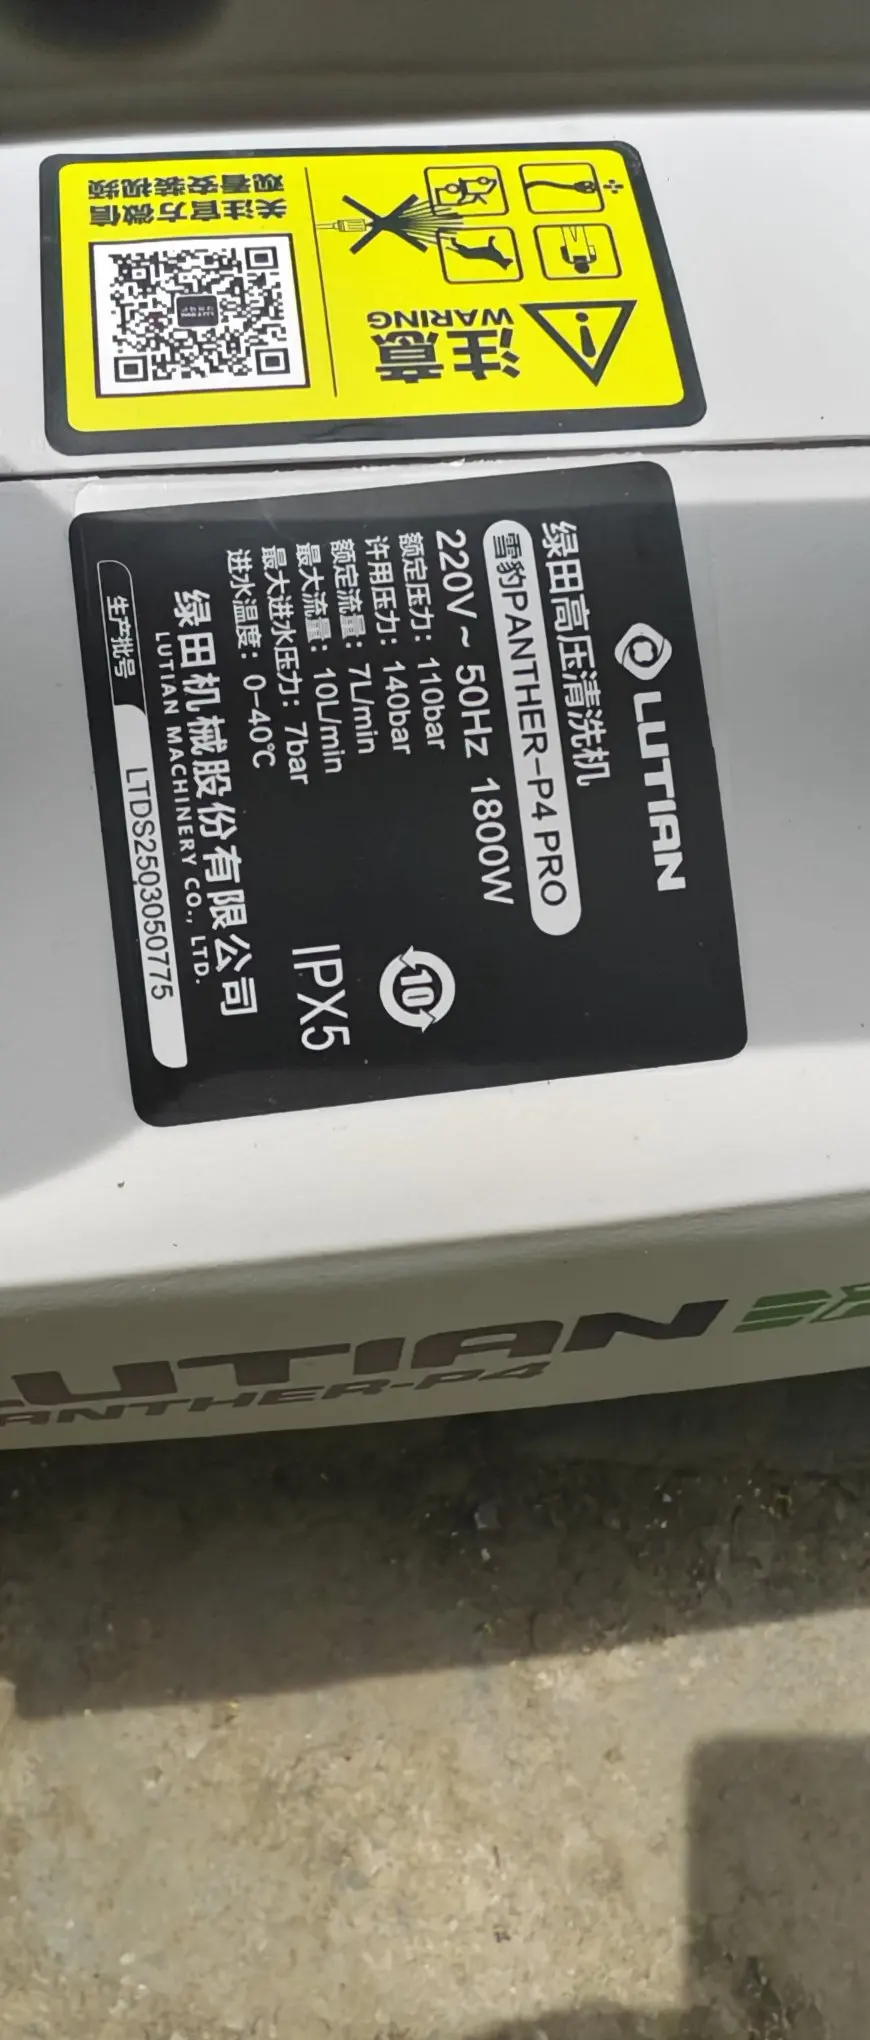 注意
WARING
关注官方微信
观看安装视频
LUTIAN
绿田高压清洗机
雪豹PANTHER-P4 PRO
220V~ 50Hz 1800W
额定压力：110bar
许用压力：140bar
额定流量：7L/min
最大流量：10L/min
最大进水压力：7bar
进水温度：0-40℃
10
IPX5
绿田机械股份有限公司
LUTIAN MACHINERY CO., LTD.
生产批号
LTDS2503050775
LUTIAN
ANTHER-P4